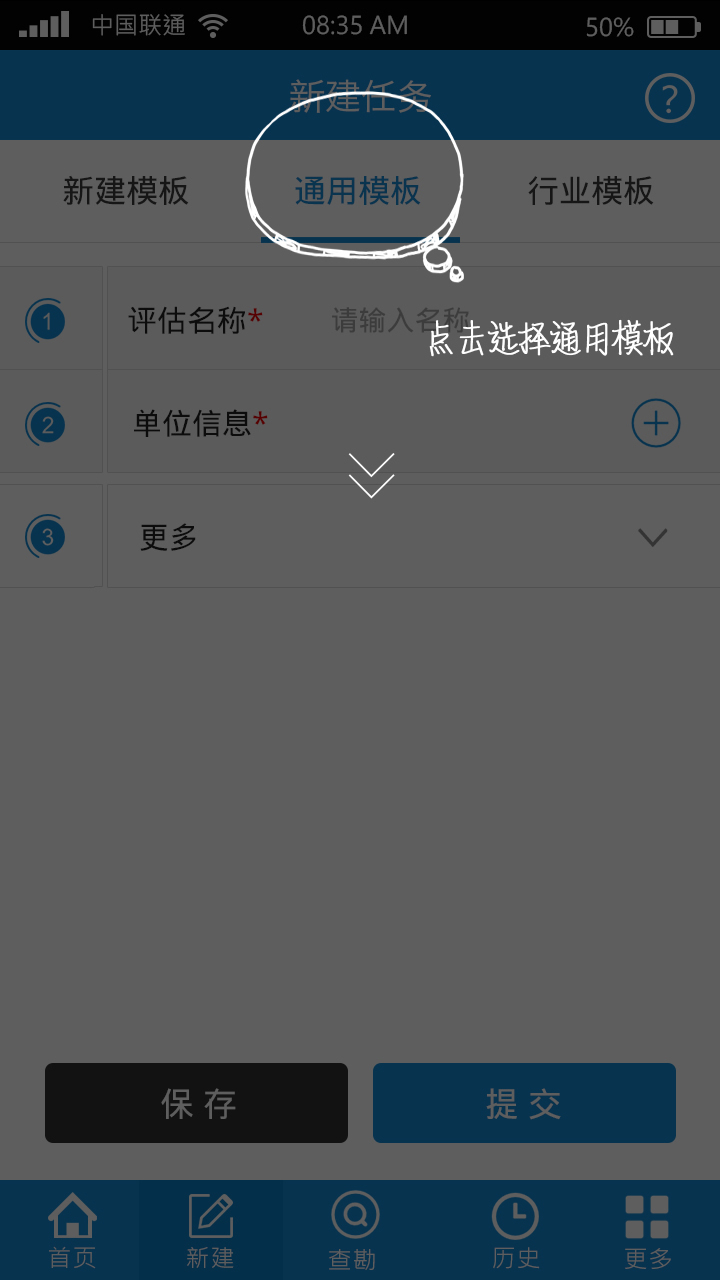 中国联通 08:35 AM 50%
新建任务 ?
新建模板 通用模板 行业模板
1 评估名称* 请输入名称
点击选择通用模板
2 单位信息*
3 更多
保存 提交
首页 新建 查勘 历史 更多